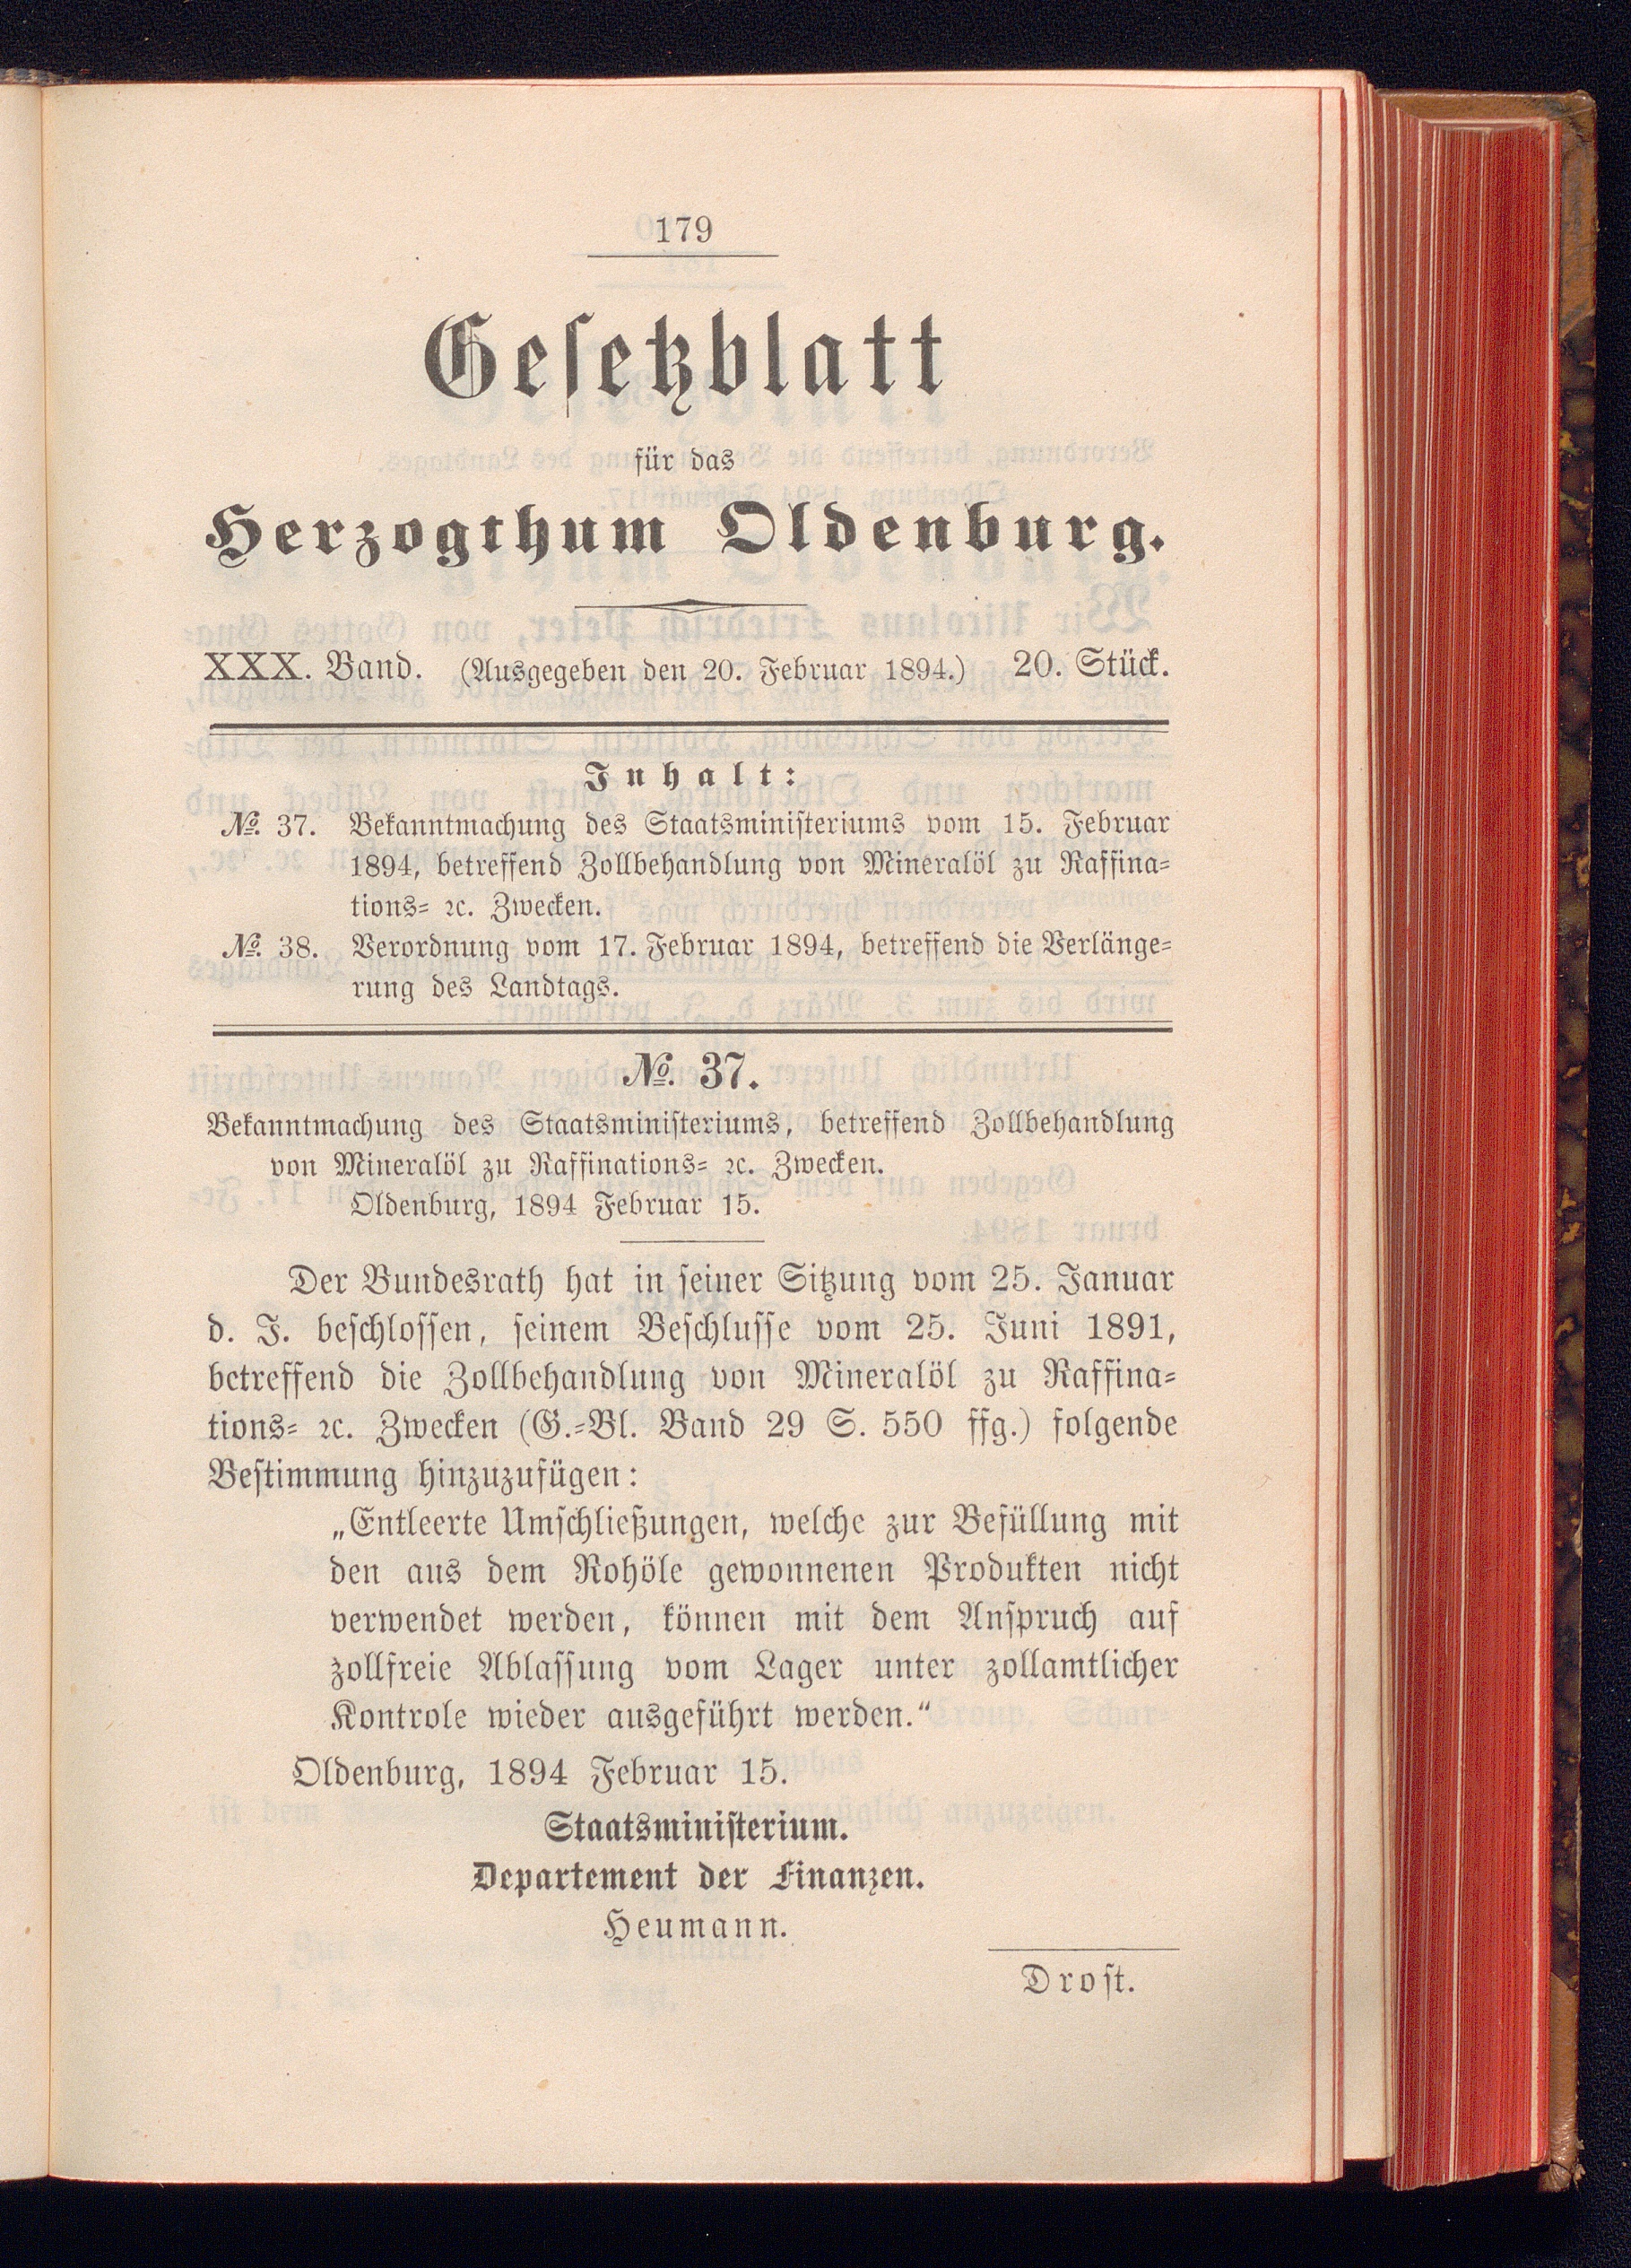 179
Gesetzblatt
für das
Herzogthum Oldenburg.
XXX. Band. (Ausgegeben den 20. Februar 1894.) 20. Stück.
Inhalt:
№. 37. Bekanntmachung des Staatsministeriums vom 15. Februar
1894, betreffend Zollbehandlung von Mineralöl zu Raffina-
tions- ꝛc. Zwecken.
№. 38. Verordnung vom 17. Februar 1894, betreffend die Verlänge-
rung des Landtags.
№. 37.
Bekanntmachung des Staatsministeriums, betreffend Zollbehandlung
von Mineralöl zu Raffinations- ꝛc. Zwecken.
Oldenburg, 1894 Februar 15.
Der Bundesrath hat in seiner Sitzung vom 25. Januar
d. J. beschlossen, seinem Beschlusse vom 25. Juni 1891,
betreffend die Zollbehandlung von Mineralöl zu Raffina-
tions- ꝛc. Zwecken (G.-Bl. Band 29 S. 550 ffg.) folgende
Bestimmung hinzuzufügen:
„Entleerte Umschließungen, welche zur Befüllung mit
den aus dem Rohöle gewonnenen Produkten nicht
verwendet werden, können mit dem Anspruch auf
zollfreie Ablassung vom Lager unter zollamtlicher
Kontrole wieder ausgeführt werden.“
Oldenburg, 1894 Februar 15.
Staatsministerium.
Departement der Finanzen.
Heumann.
Drost.